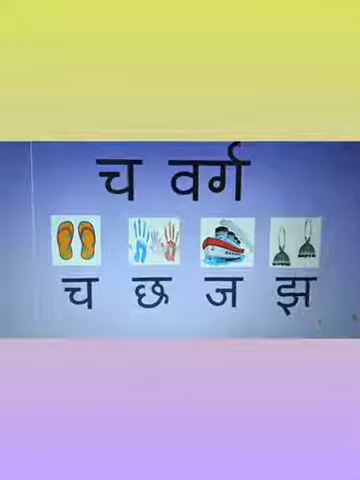 च वर्ग
च छ ज झ